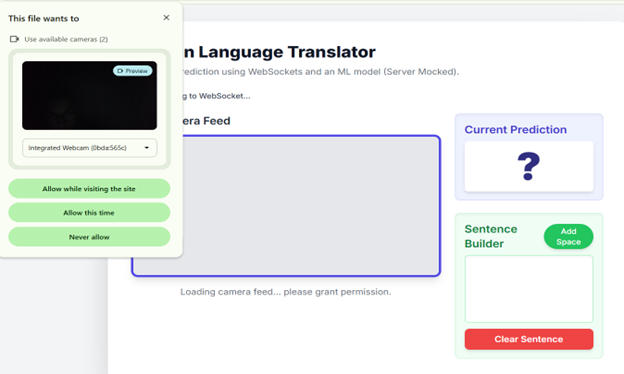 This file wants to
Use available cameras (2)
Preview
Integrated Webcam (0bda:565c)
Allow while visiting the site
Allow this time
Never allow
n Language Translator
rediction using WebSockets and an ML model (Server Mocked).
g to WebSocket...
era Feed
Loading camera feed... please grant permission.
Current Prediction
?
Sentence
Builder
Add
Space
Clear Sentence